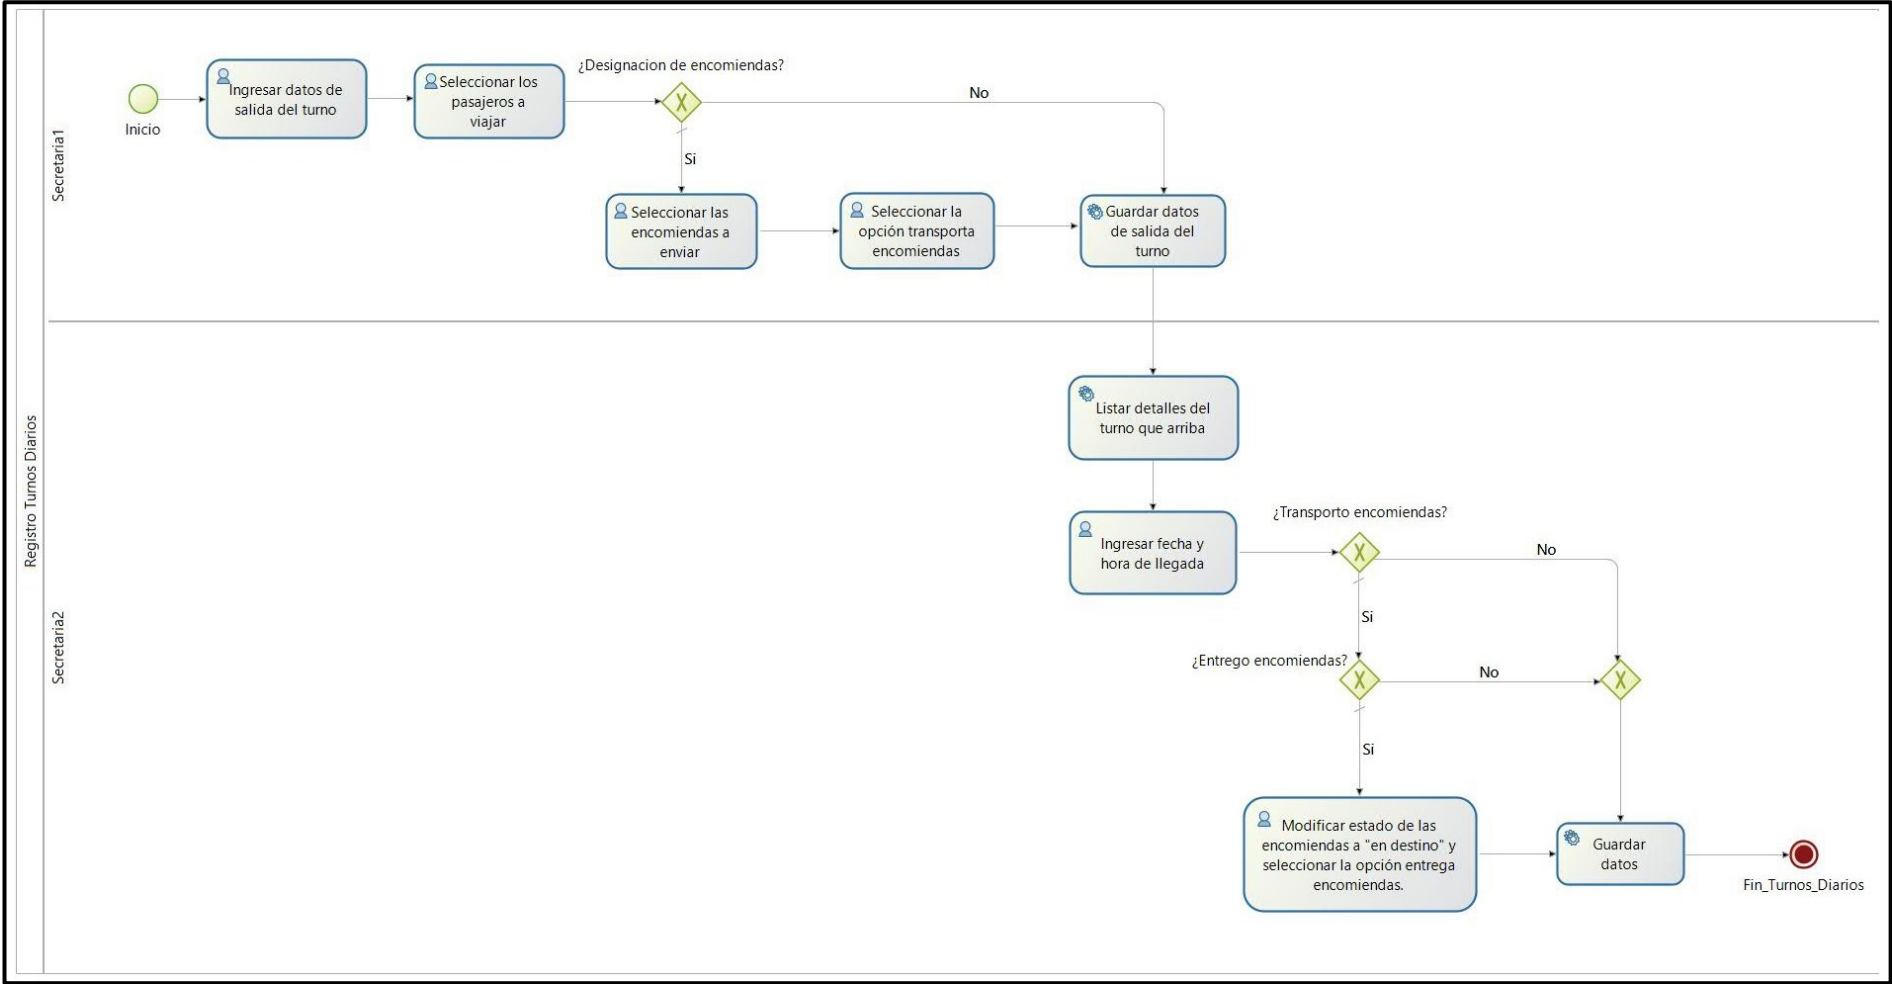 Registro Turnos Diarios
Secretaria1
Inicio
Ingresar datos de
salida del turno
Seleccionar los
pasajeros a
viajar
¿Designacion de encomiendas?
No
Si
Seleccionar las
encomiendas a
enviar
Seleccionar la
opción transporta
encomiendas
Guardar datos
de salida del
turno
Secretaria2
Listar detalles del
turno que arriba
Ingresar fecha y
hora de llegada
¿Transporto encomiendas?
No
Si
¿Entrego encomiendas?
No
Si
Modificar estado de las
encomiendas a "en destino" y
seleccionar la opción entrega
encomiendas.
Guardar
datos
Fin_Turnos_Diarios